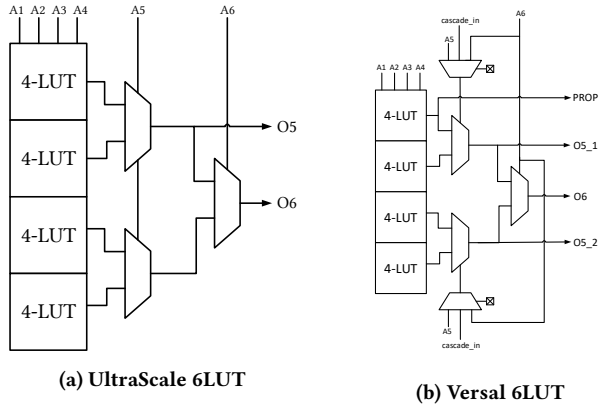 A1 A2 A3 A4 A5 A6
4-LUT
4-LUT
4-LUT
4-LUT
O5
O6
(a) UltraScale 6LUT
cascade_in
A6
A5
A1 A2 A3 A4
4-LUT
4-LUT
4-LUT
4-LUT
PROP
O5_1
O6
O5_2
A5
cascade_in
(b) Versal 6LUT